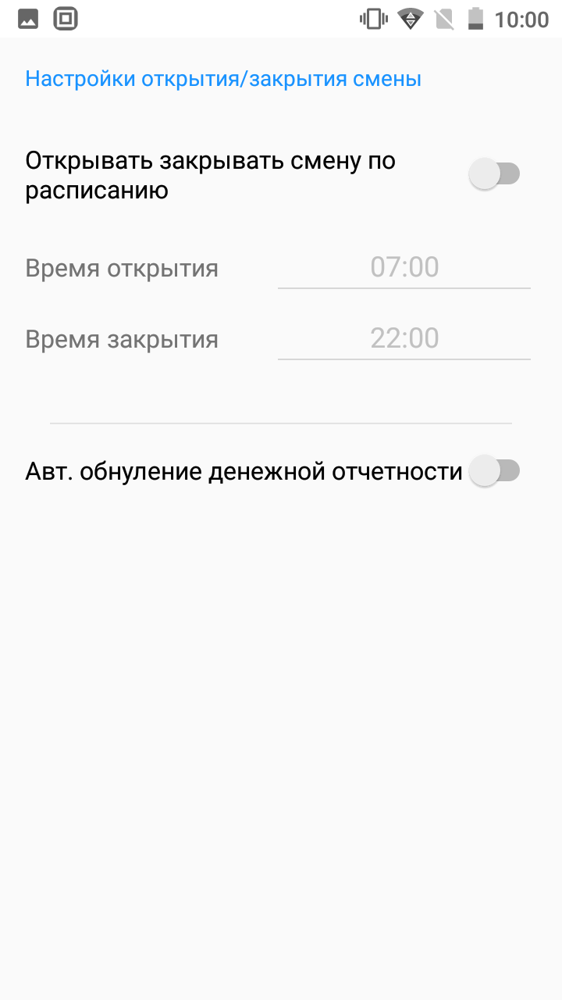 10:00
Настройки открытия/закрытия смены
Открывать закрывать смену по
расписанию
Время открытия 07:00
Время закрытия 22:00
Авт. обнуление денежной отчетности